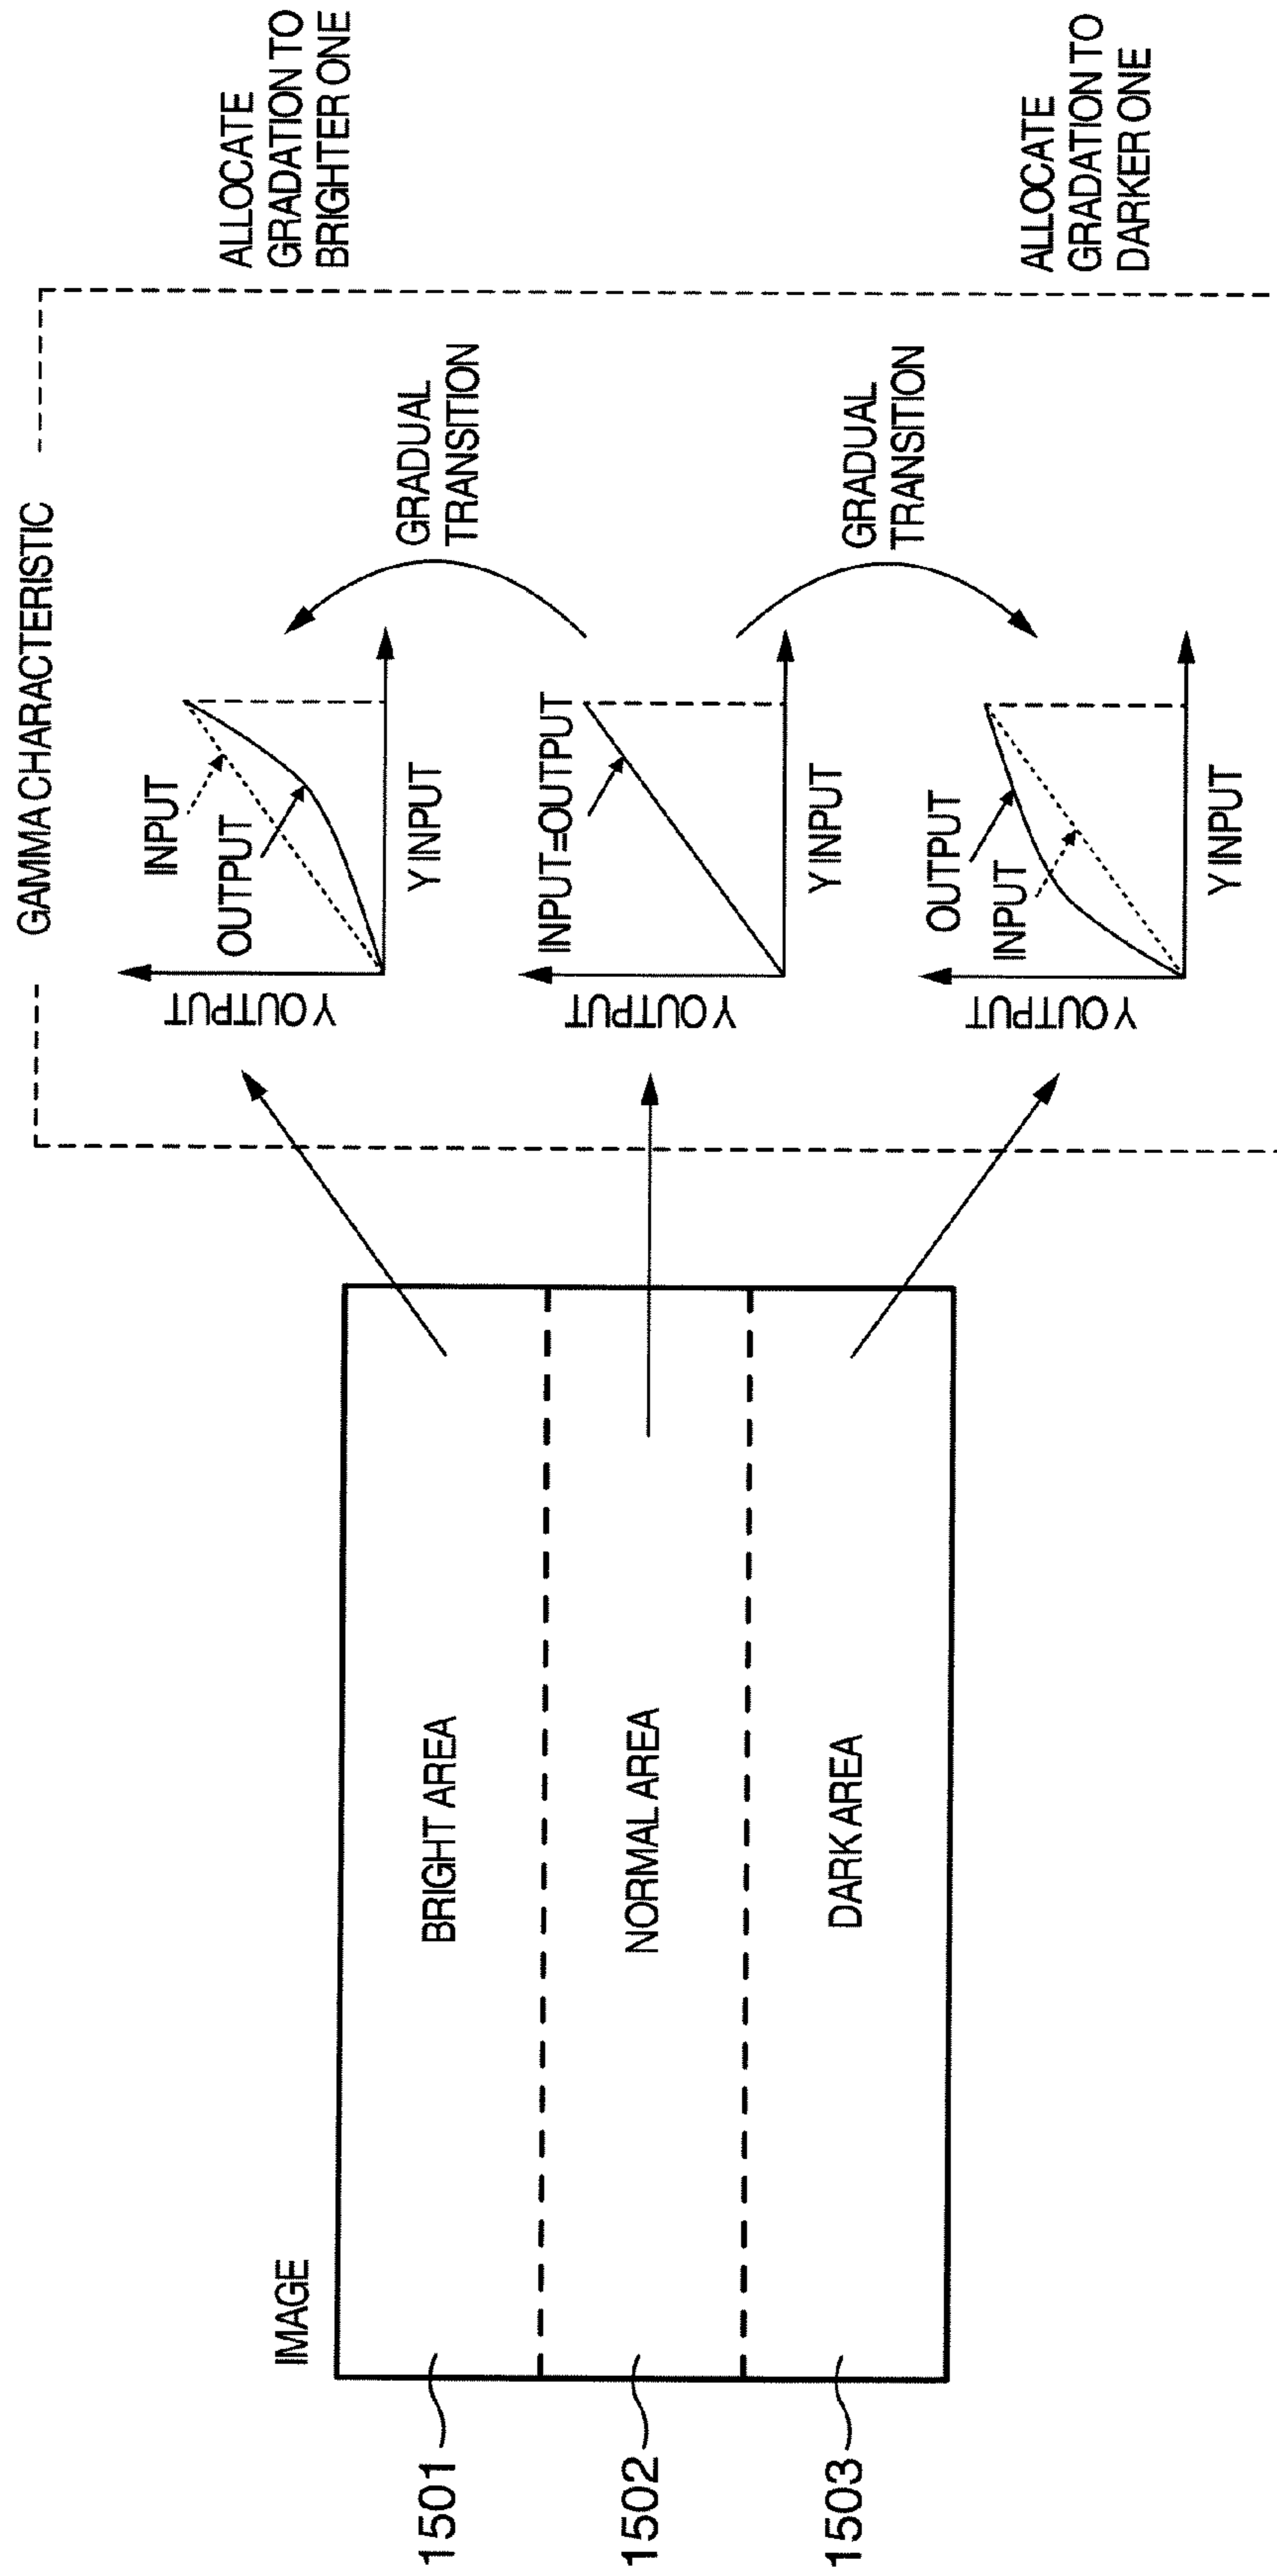 IMAGE
1501
BRIGHT AREA
1502
NORMAL AREA
1503
DARK AREA
GAMMA CHARACTERISTIC
Y OUTPUT
INPUT
OUTPUT
Y INPUT
GRADUAL
TRANSITION
ALLOCATE
GRADATION TO
BRIGHTER ONE
Y OUTPUT
INPUT=OUTPUT
Y INPUT
GRADUAL
TRANSITION
Y OUTPUT
OUTPUT
INPUT
Y INPUT
ALLOCATE
GRADATION TO
DARKER ONE